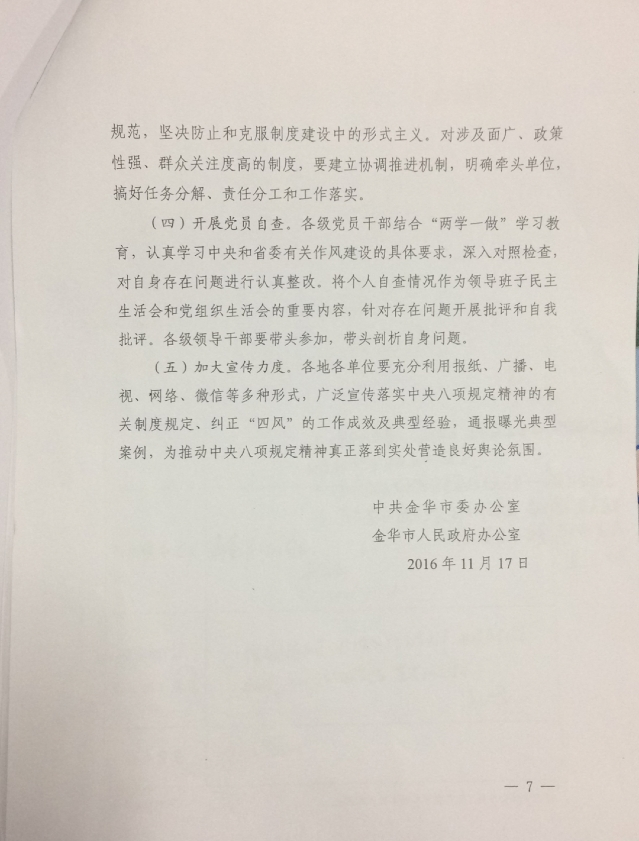 规范，坚决防止和克服制度建设中的形式主义。对涉及面广、政策
性强、群众关注度高的制度，要建立协调推进机制，明确牵头单位，
搞好任务分解、责任分工和工作落实。
（四）开展党员自查。各级党员干部结合“两学一做”学习教
育，认真学习中央和省委有关作风建设的具体要求，深入对照检查，
对自身存在问题进行认真整改。将个人自查情况作为领导班子民主
生活会和党组织生活会的重要内容，针对存在问题开展批评和自我
批评。各级领导干部要带头参加，带头剖析自身问题。
（五）加大宣传力度。各地各单位要充分利用报纸、广播、电
视、网络、微信等多种形式，广泛宣传落实中央八项规定精神的有
关制度规定、纠正“四风”的工作成效及典型经验，通报曝光典型
案例，为推动中央八项规定精神真正落到实处营造良好舆论氛围。
中共金华市委办公室
金华市人民政府办公室
2016年11月17日
— 7 —